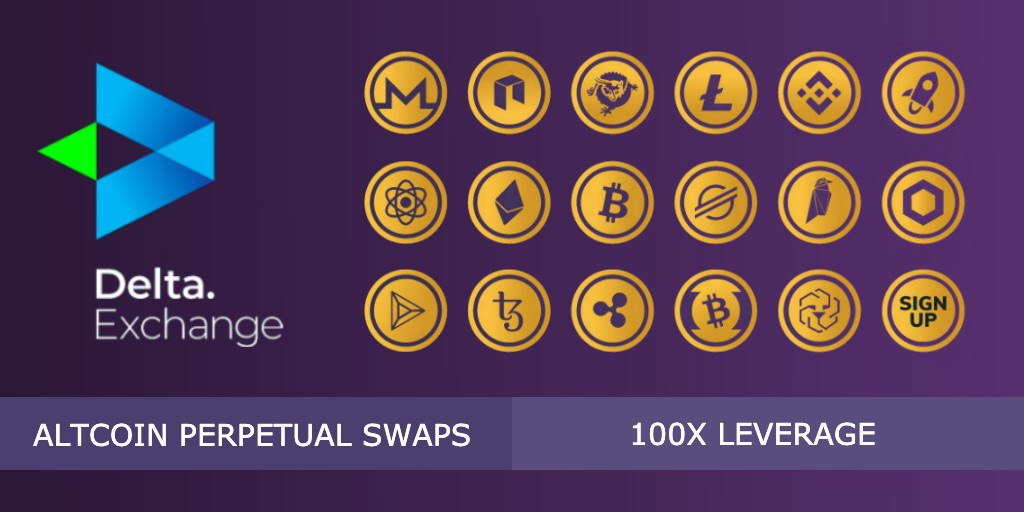 Delta.
Exchange
SIGN
UP
ALTCOIN PERPETUAL SWAPS
100X LEVERAGE